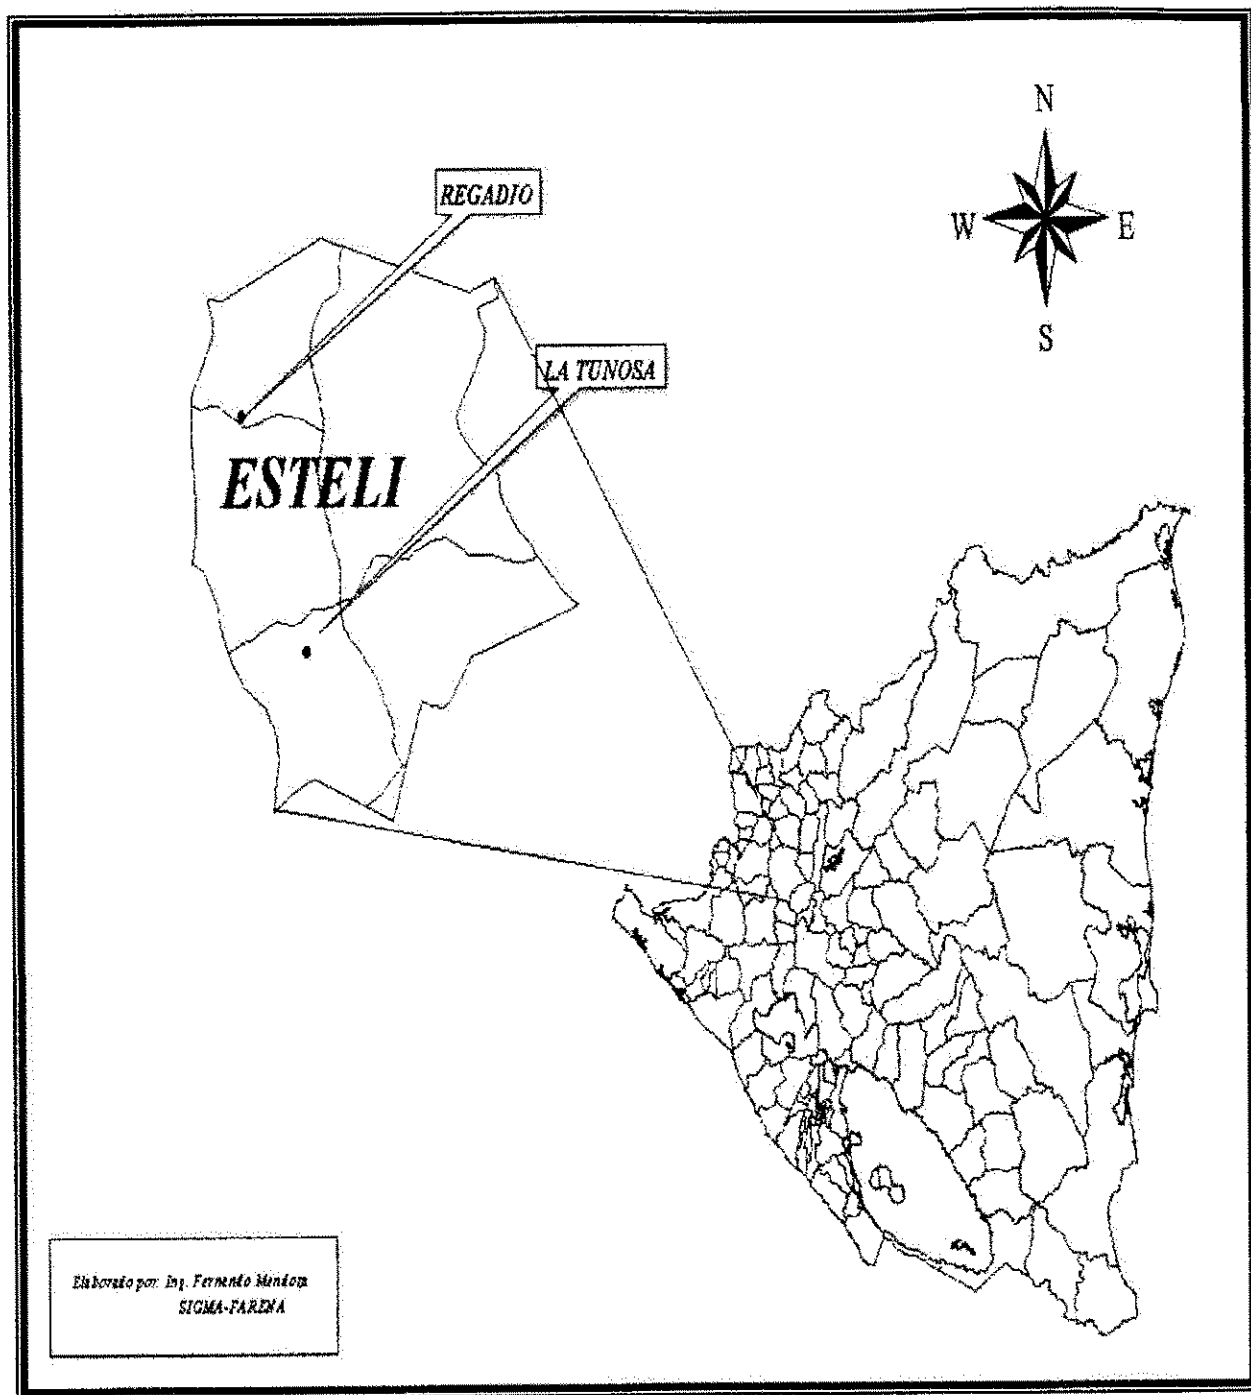 N
REGADIO
W
E
S
LA TUNOSA
ESTELI
Elaborado por: Ing. Fernando Mendoza
SIGMA-FARENA